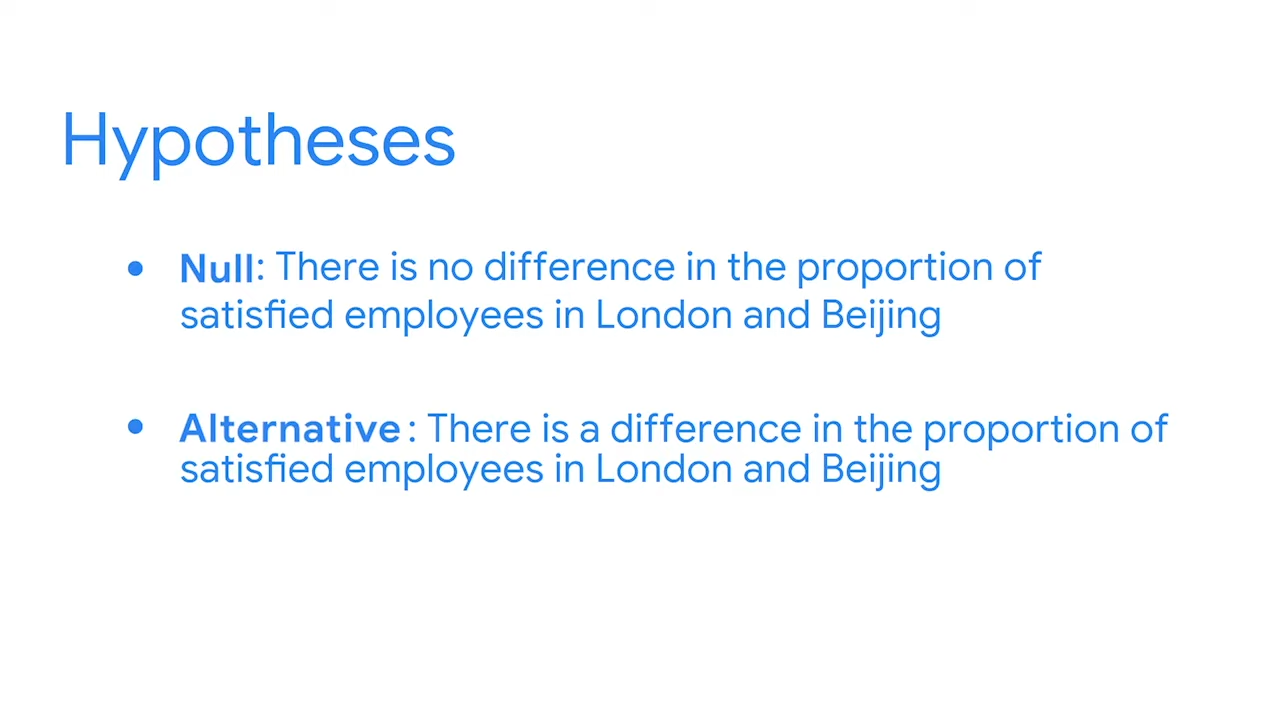 Hypotheses
• Null: There is no difference in the proportion of
satisfied employees in London and Beijing
• Alternative: There is a difference in the proportion of
satisfied employees in London and Beijing